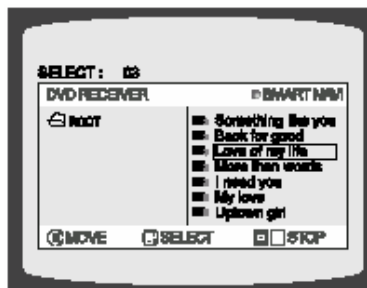 SELECT : 03
DVD RECEIVER SMART NAVI
ROOT
Something like you
Back for good
Love of my life
More than words
I need you
My love
Uptown girl
MOVE SELECT STOP